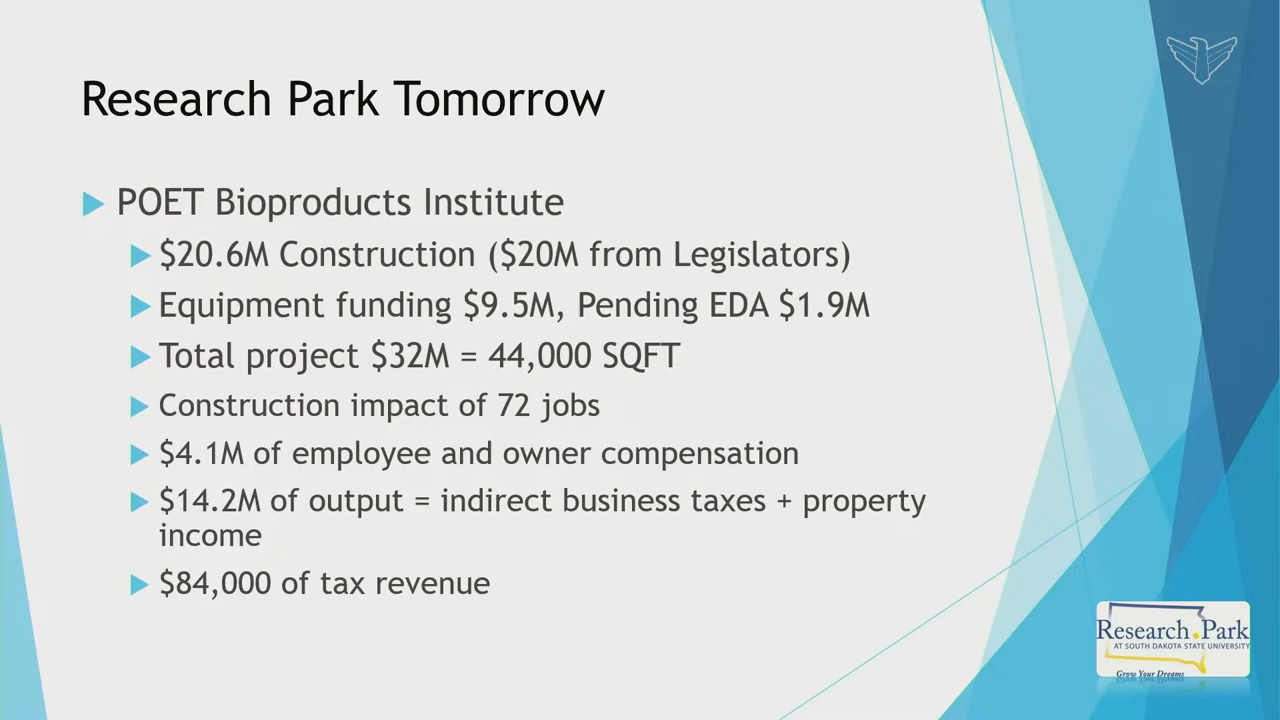 Research Park Tomorrow
POET Bioproducts Institute
$20.6M Construction ($20M from Legislators)
Equipment funding $9.5M, Pending EDA $1.9M
Total project $32M = 44,000 SQFT
Construction impact of 72 jobs
$4.1M of employee and owner compensation
$14.2M of output = indirect business taxes + property
income
$84,000 of tax revenue
Research Park
AT SOUTH DAKOTA STATE UNIVERSITY
Grow Your Dreams